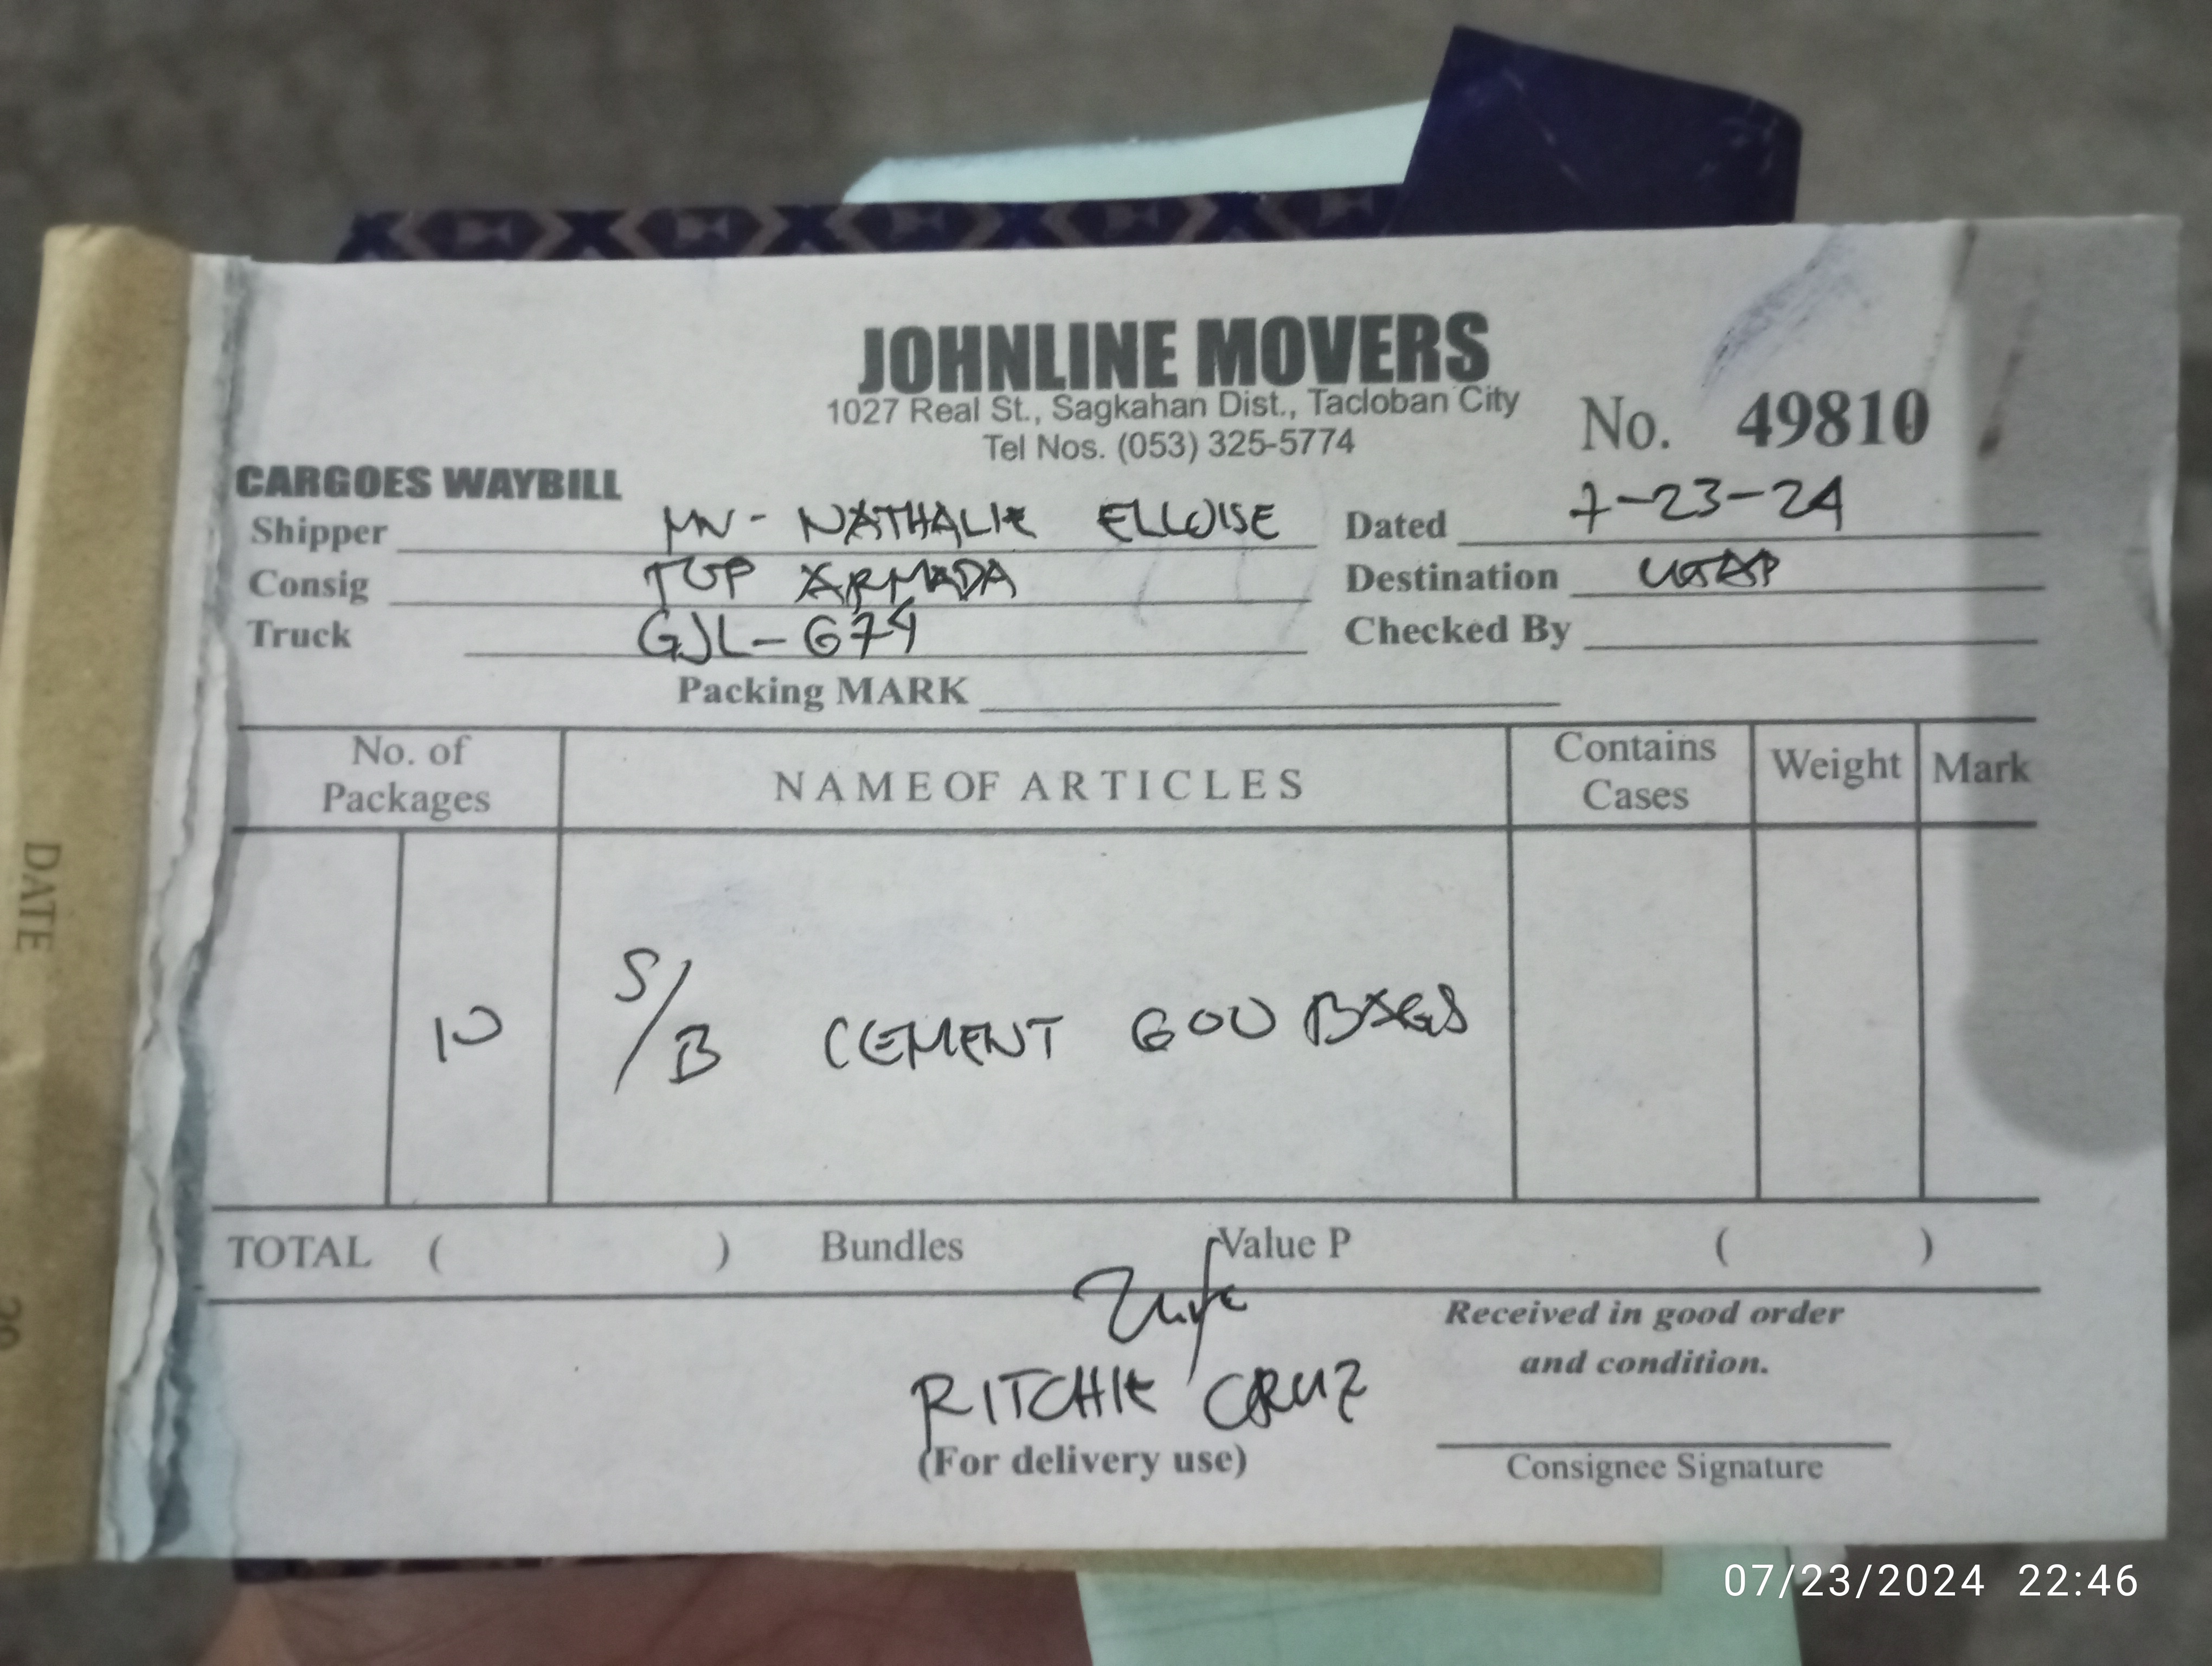 JOHNLINE MOVERS
1027 Real St., Sagkahan Dist., Tacloban City
Tel Nos. (053) 325-5774
No. 49810
CARGOES WAYBILL
Shipper MV- NATHALIE ELLOISE Dated 7-23-24
Consig TOP ARMADA Destination
Truck GJL-674 Checked By
Packing MARK
No. of Packages NAME OF ARTICLES Contains Cases Weight Mark
10 S/B CEMENT 600 BAGS
TOTAL ( ) Bundles Value P ( )
Received in good order
and condition.
RITCHIE CRUZ
(For delivery use)
Consignee Signature
DATE
20
07/23/2024 22:46